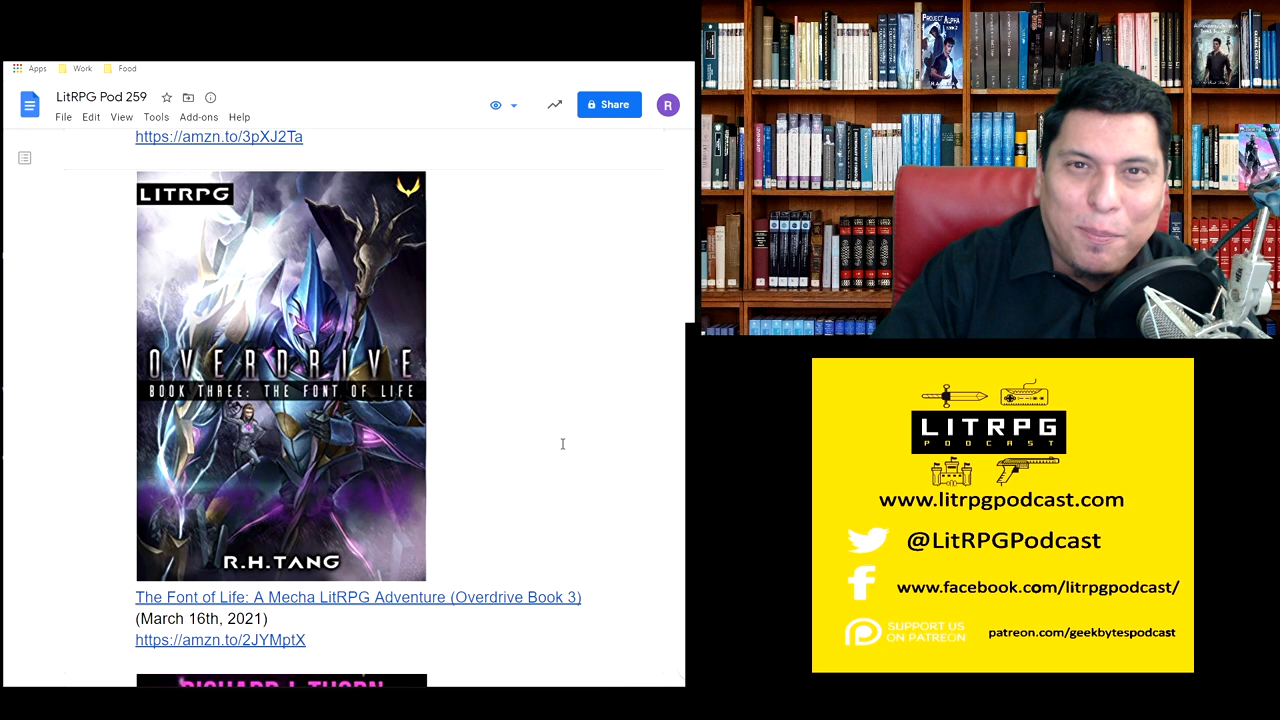 Apps Work Food
LitRPG Pod 259
File Edit View Tools Add-ons Help
Share
R
https://amzn.to/3pXJ2Ta
LITRPG
OVERDRIVE
BOOK THREE: THE FONT OF LIFE
R.H.TANG
The Font of Life: A Mecha LitRPG Adventure (Overdrive Book 3)
(March 16th, 2021)
https://amzn.to/2JYMptX
PROJECT ALPHA
LITRPG
PODCAST
www.litrpgpodcast.com
@LitRPGPodcast
www.facebook.com/litrpgpodcast/
SUPPORT US
ON PATREON
patreon.com/geekbytespodcast